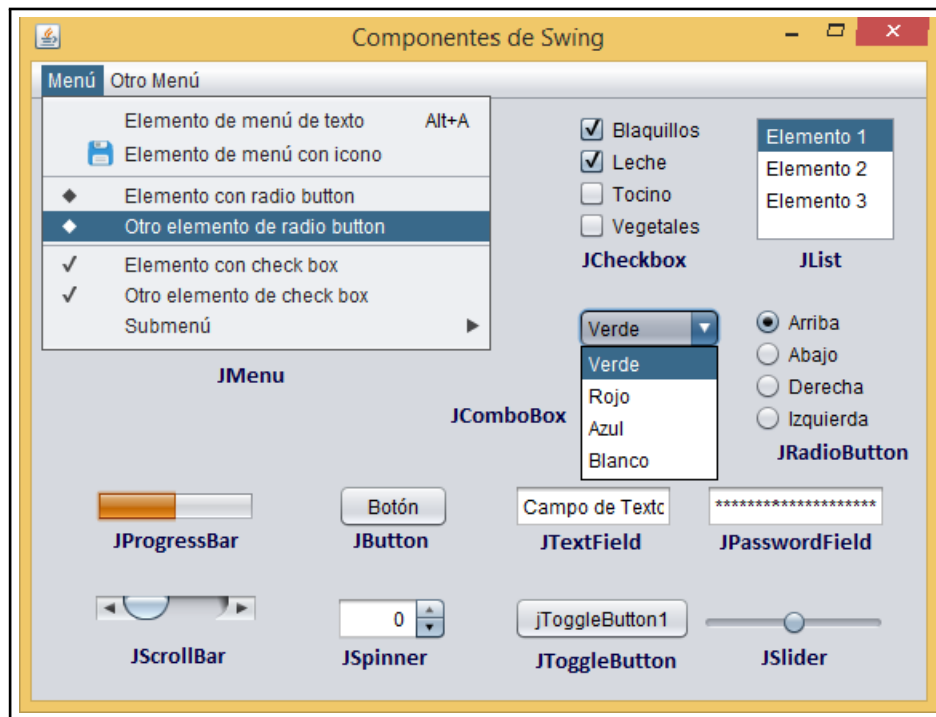 Componentes de Swing
Menú Otro Menú
Elemento de menú de texto Alt+A
Elemento de menú con icono
Elemento con radio button
Otro elemento de radio button
Elemento con check box
Otro elemento de check box
Submenú
JMenu
Blaquillos
Leche
Tocino
Vegetales
JCheckbox
Elemento 1
Elemento 2
Elemento 3
JList
Verde
Verde
Rojo
Azul
Blanco
JComboBox
Arriba
Abajo
Derecha
Izquierda
JRadioButton
JProgressBar
Botón
JButton
Campo de Texto
JTextField
*********************
JPasswordField
JScrollBar
0
JSpinner
jToggleButton1
JToggleButton
JSlider